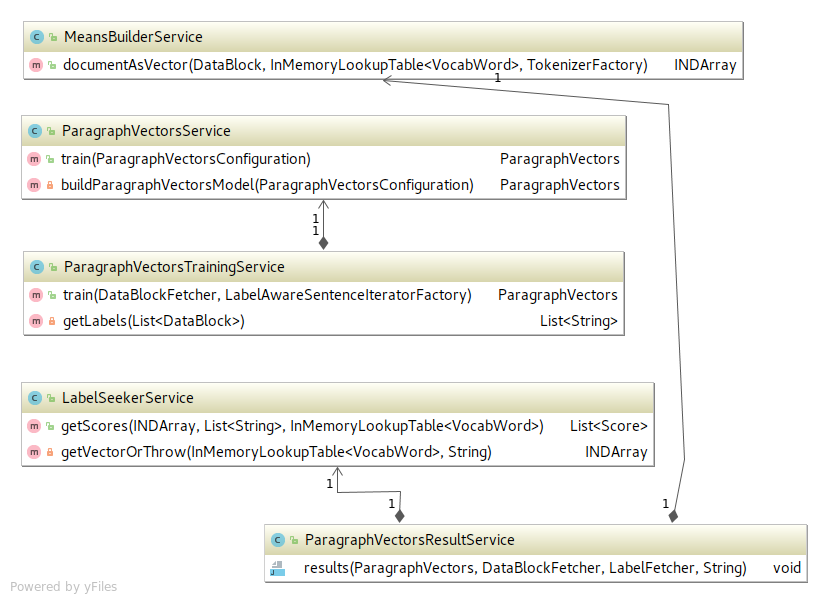 MeansBuilderService
documentAsVector(DataBlock, InMemoryLookupTable<VocabWord>, TokenizerFactory) INDArray
1
ParagraphVectorsService
train(ParagraphVectorsConfiguration) ParagraphVectors
buildParagraphVectorsModel(ParagraphVectorsConfiguration) ParagraphVectors
1
1
ParagraphVectorsTrainingService
train(DataBlockFetcher, LabelAwareSentenceIteratorFactory) ParagraphVectors
getLabels(List<DataBlock>) List<String>
LabelSeekerService
getScores(INDArray, List<String>, InMemoryLookupTable<VocabWord>) List<Score>
getVectorOrThrow(InMemoryLookupTable<VocabWord>, String) INDArray
1
1 1
ParagraphVectorsResultService
results(ParagraphVectors, DataBlockFetcher, LabelFetcher, String) void
Powered by yFiles